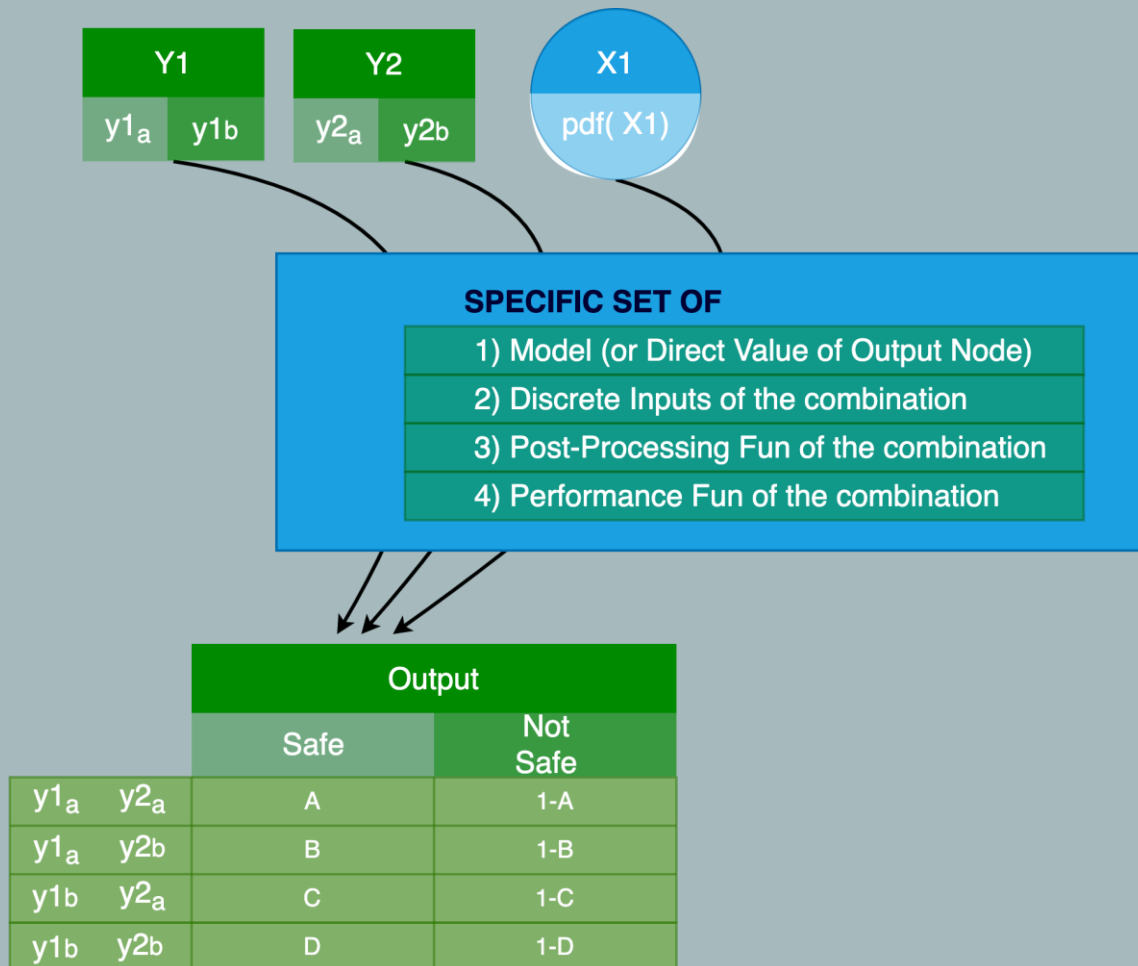 Y1 Y2 X1
y1a y1b y2a y2b pdf( X1)
SPECIFIC SET OF
1) Model (or Direct Value of Output Node)
2) Discrete Inputs of the combination
3) Post-Processing Fun of the combination
4) Performance Fun of the combination
Output
Safe
Not
Safe
y1a y2a A 1-A
y1a y2b B 1-B
y1b y2a C 1-C
y1b y2b D 1-D